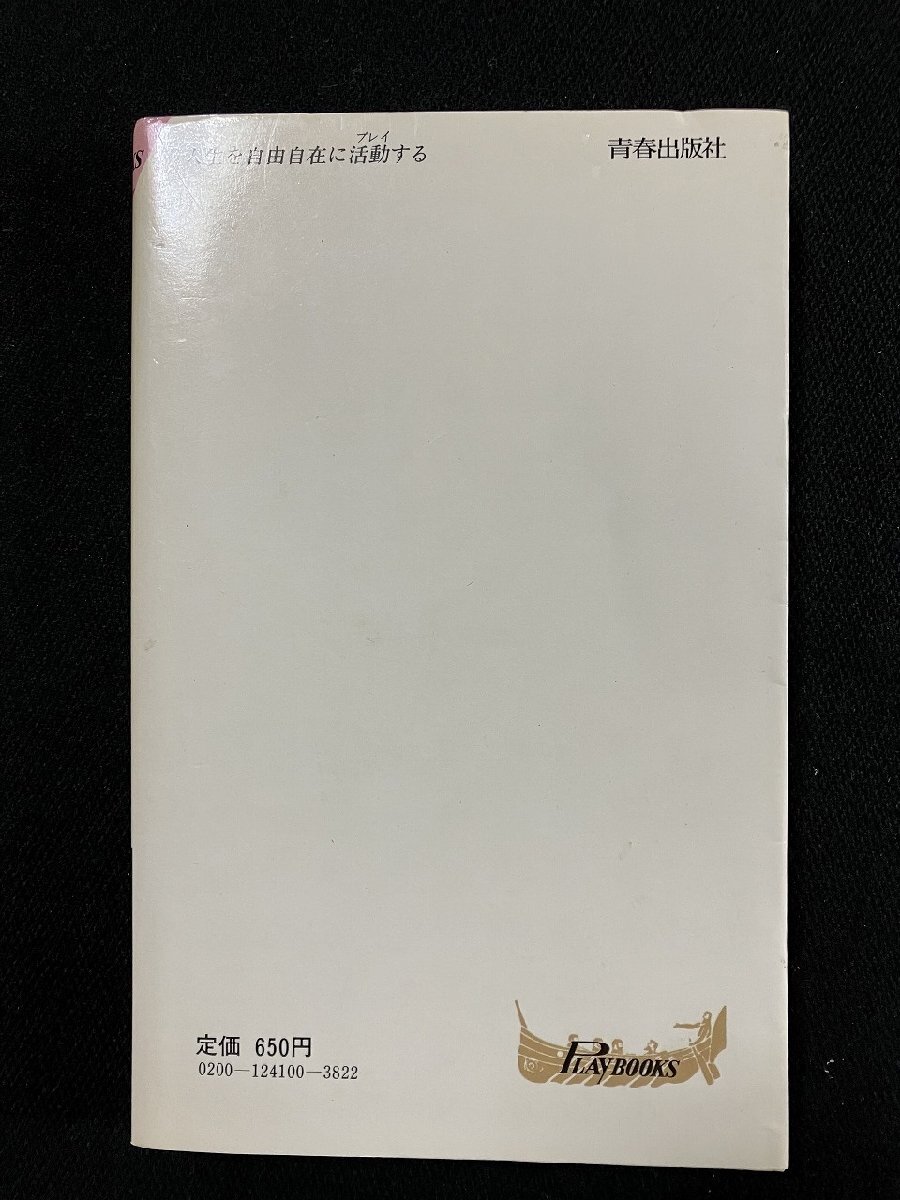 プレイ
人生を自由自在に活動する
青春出版社
定価 650円
0200―124100―3822
PLAYBOOKS